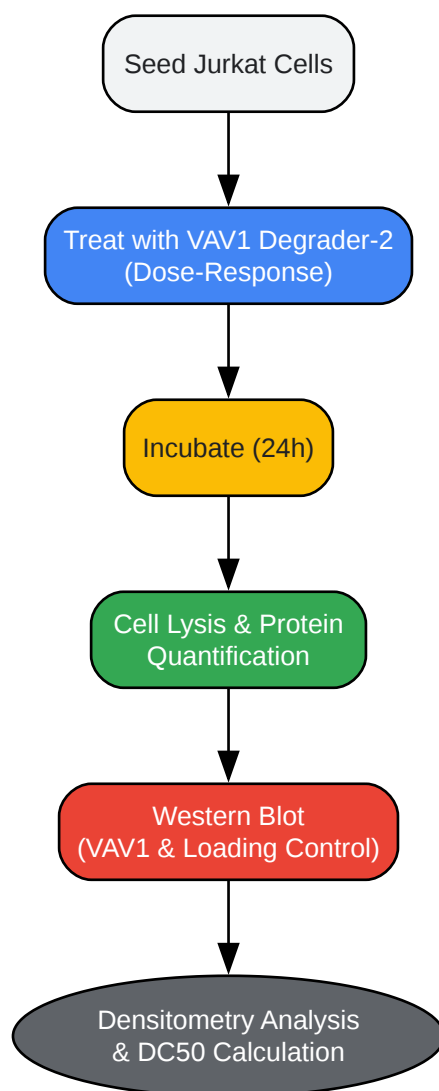 Seed Jurkat Cells
Treat with VAV1 Degrader-2
(Dose-Response)
Incubate (24h)
Cell Lysis & Protein
Quantification
Western Blot
(VAV1 & Loading Control)
Densitometry Analysis
& DC50 Calculation